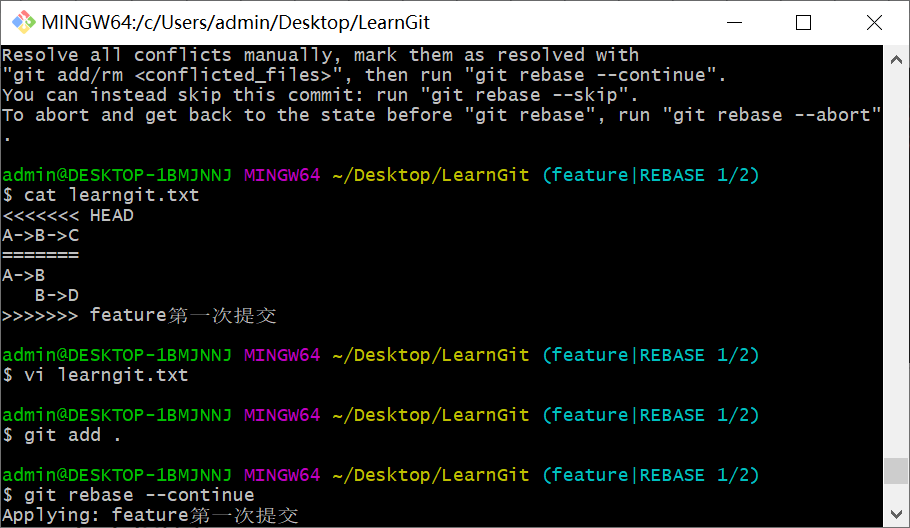 MINGW64:/c/Users/admin/Desktop/LearnGit
Resolve all conflicts manually, mark them as resolved with
"git add/rm <conflicted_files>", then run "git rebase --continue".
You can instead skip this commit: run "git rebase --skip".
To abort and get back to the state before "git rebase", run "git rebase --abort"
.
admin@DESKTOP-1BMJNNJ MINGW64 ~/Desktop/LearnGit (feature|REBASE 1/2)
$ cat learngit.txt
<<<<<<< HEAD
A->B->C
=======
A->B
   B->D
>>>>>>> feature第一次提交
admin@DESKTOP-1BMJNNJ MINGW64 ~/Desktop/LearnGit (feature|REBASE 1/2)
$ vi learngit.txt
admin@DESKTOP-1BMJNNJ MINGW64 ~/Desktop/LearnGit (feature|REBASE 1/2)
$ git add .
admin@DESKTOP-1BMJNNJ MINGW64 ~/Desktop/LearnGit (feature|REBASE 1/2)
$ git rebase --continue
Applying: feature第一次提交